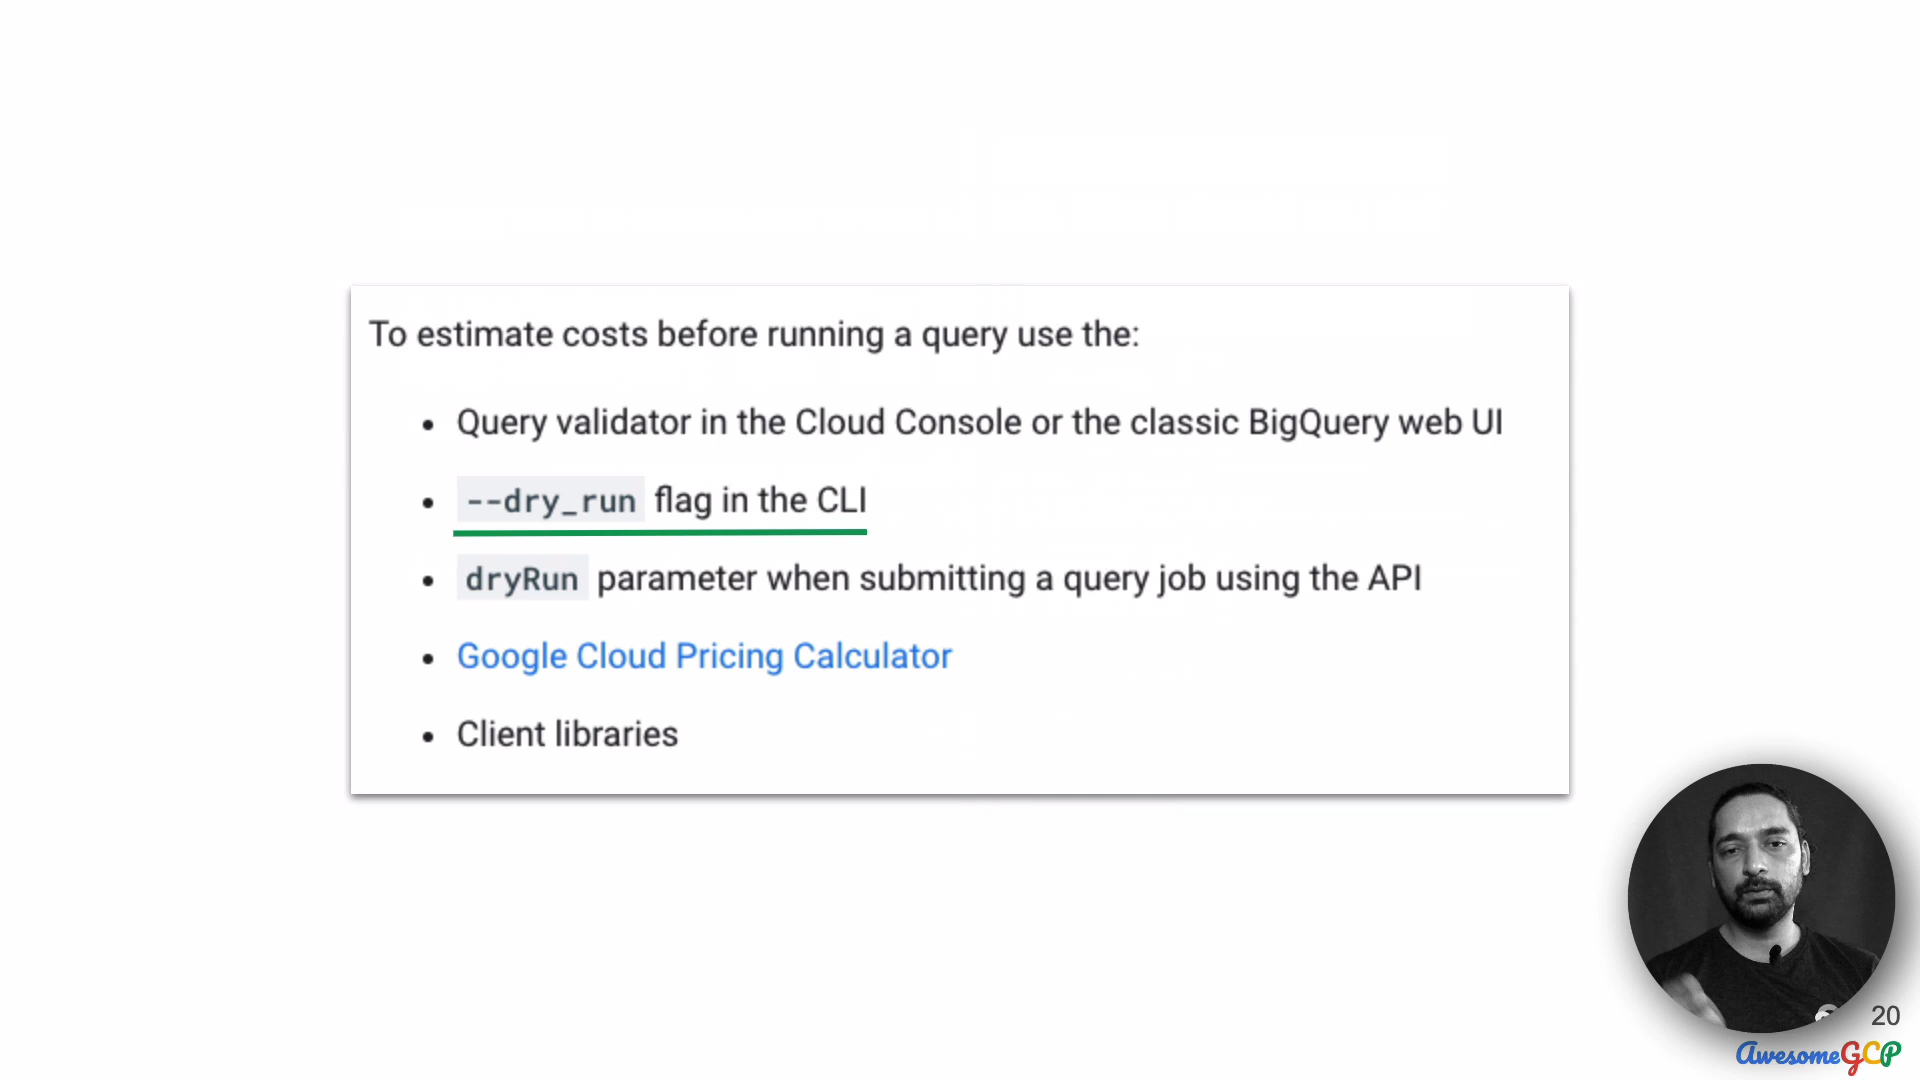 To estimate costs before running a query use the:
• Query validator in the Cloud Console or the classic BigQuery web UI
• --dry_run flag in the CLI
• dryRun parameter when submitting a query job using the API
• Google Cloud Pricing Calculator
• Client libraries
20
AwesomeGCP